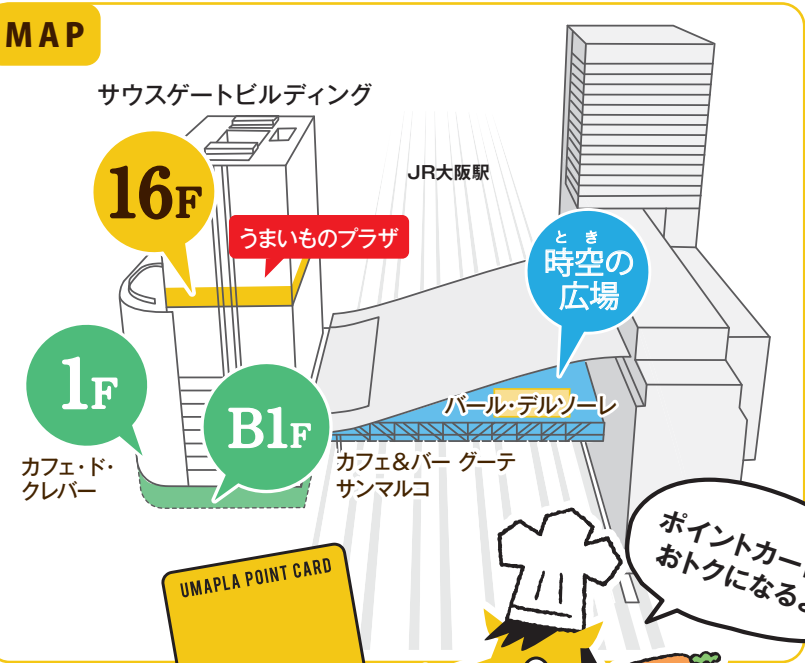 MAP
サウスゲートビルディング
16F
JR大阪駅
うまいものプラザ
とき
時空の
広場
1F
B1F
バール・デルソーレ
カフェ・ド・
クレバー
カフェ&バー グーテ
サンマルコ
UMAPLA POINT CARD
ポイントカー
おトクになるよ